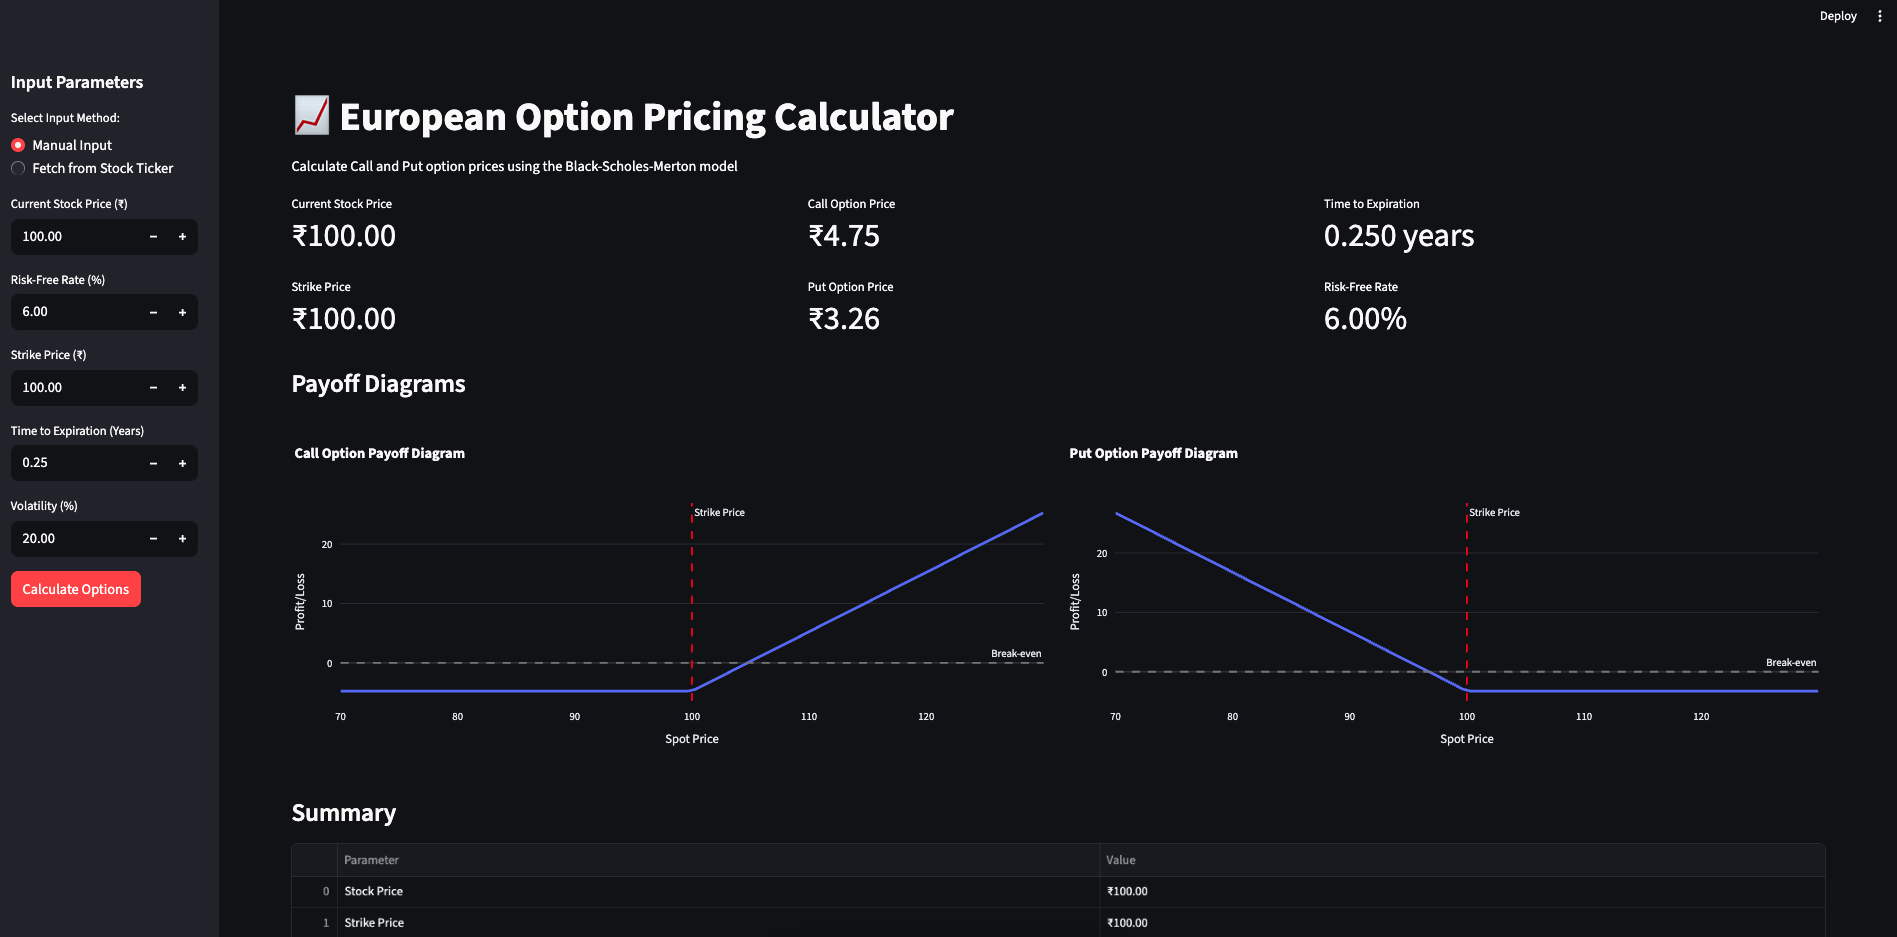 Deploy
Input Parameters
Select Input Method:
Manual Input
Fetch from Stock Ticker
Current Stock Price (₹)
100.00
Risk-Free Rate (%)
6.00
Strike Price (₹)
100.00
Time to Expiration (Years)
0.25
Volatility (%)
20.00
Calculate Options
European Option Pricing Calculator
Calculate Call and Put option prices using the Black-Scholes-Merton model
Current Stock Price
₹100.00
Call Option Price
₹4.75
Time to Expiration
0.250 years
Strike Price
₹100.00
Put Option Price
₹3.26
Risk-Free Rate
6.00%
Payoff Diagrams
Call Option Payoff Diagram
Strike Price
20
10
0
Profit/Loss
Break-even
70 80 90 100 110 120
Spot Price
Put Option Payoff Diagram
Strike Price
20
10
0
Profit/Loss
Break-even
70 80 90 100 110 120
Spot Price
Summary
Parameter Value
0 Stock Price ₹100.00
1 Strike Price ₹100.00